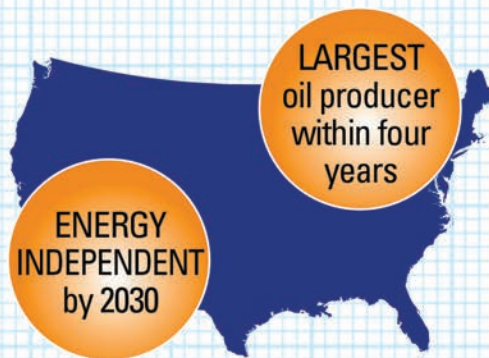 LARGEST
oil producer
within four
years
ENERGY
INDEPENDENT
by 2030